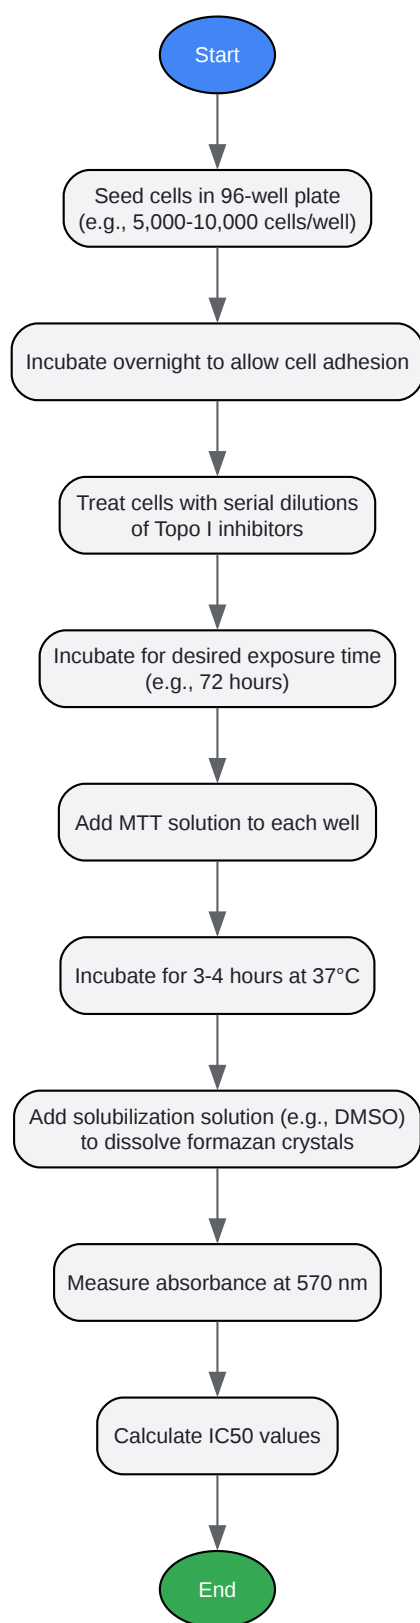 Start
Seed cells in 96-well plate
(e.g., 5,000-10,000 cells/well)
Incubate overnight to allow cell adhesion
Treat cells with serial dilutions
of Topo I inhibitors
Incubate for desired exposure time
(e.g., 72 hours)
Add MTT solution to each well
Incubate for 3-4 hours at 37°C
Add solubilization solution (e.g., DMSO)
to dissolve formazan crystals
Measure absorbance at 570 nm
Calculate IC50 values
End